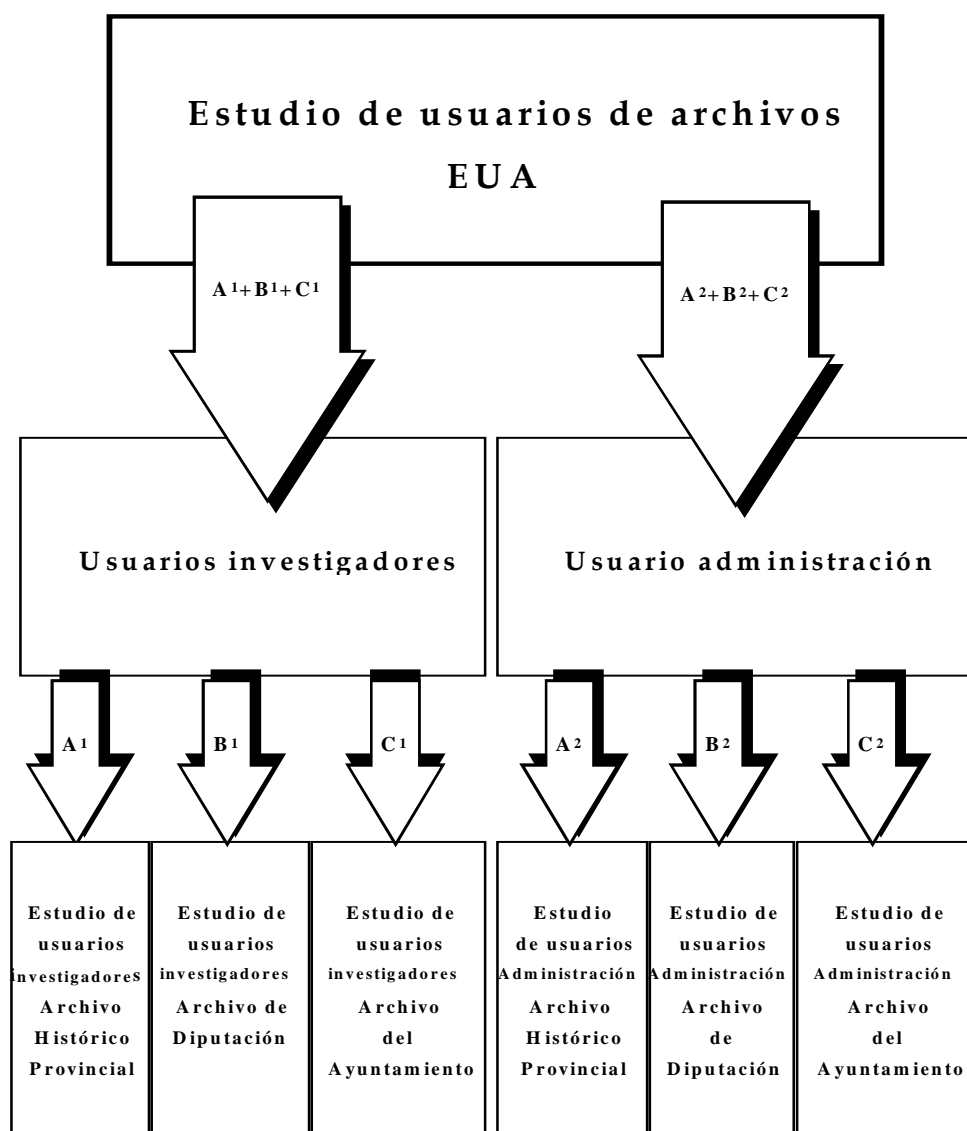 Estudio de usuarios de archivos
EUA
A¹+B¹+C¹
A²+B²+C²
Usuarios investigadores
Usuario administración
A¹
B¹
C¹
A²
B²
C²
Estudio de
usuarios
investigadores
Archivo
Histórico
Provincial
Estudio de
usuarios
investigadores
Archivo de
Diputación
Estudio de
usuarios
investigadores
Archivo
del
Ayuntamiento
Estudio
de usuarios
Administración
Archivo
Histórico
Provincial
Estudio de
usuarios
Administración
Archivo
de
Diputación
Estudio de
usuarios
Administración
Archivo
del
Ayuntamiento